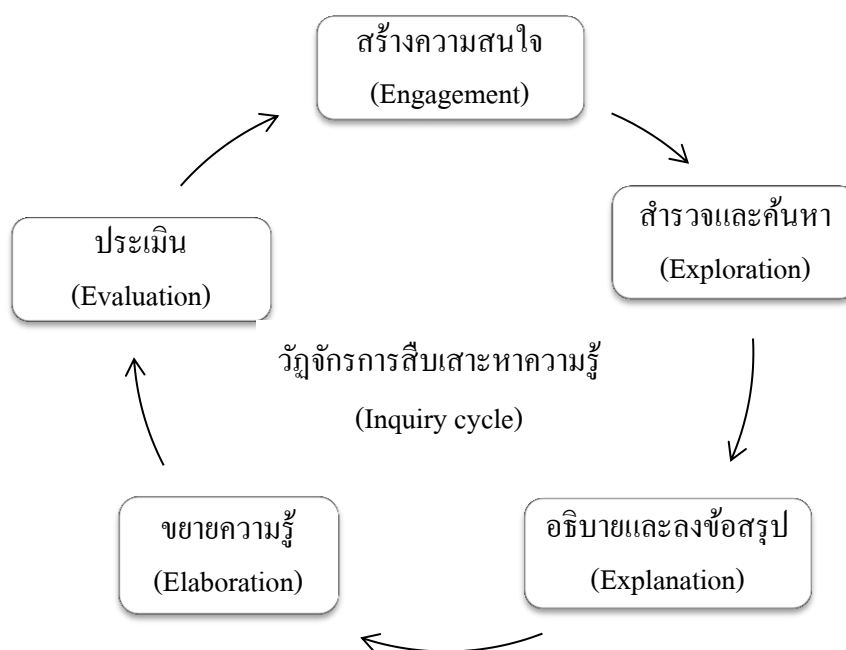 สร้างความสนใจ
(Engagement)
สำรวจและค้นหา
(Exploration)
อธิบายและลงข้อสรุป
(Explanation)
ขยายความรู้
(Elaboration)
ประเมิน
(Evaluation)
วัฏจักรการสืบเสาะหาความรู้
(Inquiry cycle)